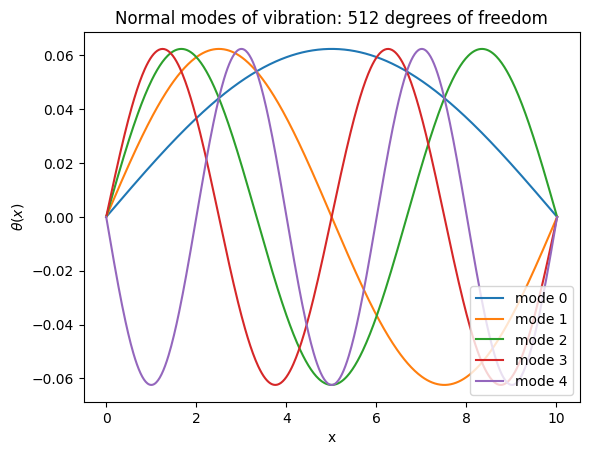 Normal modes of vibration: 512 degrees of freedom
0.06
0.04
0.02
0.00
−0.02
−0.04
−0.06
θ(x)
0
2
4
6
8
10
x
mode 0
mode 1
mode 2
mode 3
mode 4